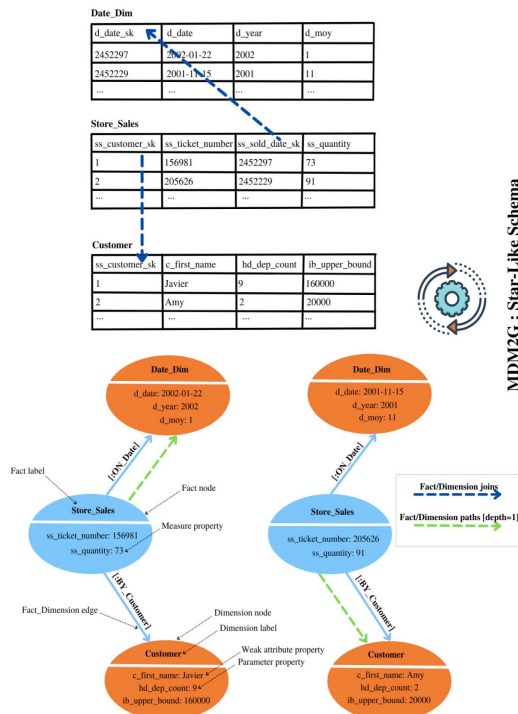 Date_Dim
d_date_sk d_date d_year d_moy
2452297 2002-01-22 2002 1
2452229 2001-11-15 2001 11
... ... ... ...
Store_Sales
ss_customer_sk ss_ticket_number ss_sold_date_sk ss_quantity
1 156981 2452297 73
2 205626 2452229 91
... ... ... ...
Customer
ss_customer_sk c_first_name hd_dep_count ib_upper_bound
1 Javier 9 160000
2 Amy 2 20000
... ... ... ...
MDM2G : Star-Like Schema
Date_Dim
d_date: 2002-01-22
d_year: 2002
d_moy: 1
[:ON_Date]
Fact label
Fact node
Store_Sales
ss_ticket_number: 156981
ss_quantity: 73
Measure property
[:BY_Customer]
Fact_Dimension edge
Dimension node
Dimension label
Customer
Weak attribute property
c_first_name: Javier
Parameter property
hd_dep_count: 9
ib_upper_bound: 160000
Date_Dim
d_date: 2001-11-15
d_year: 2001
d_moy: 11
[:ON_Date]
Store_Sales
ss_ticket_number: 205626
ss_quantity: 91
[:BY_Customer]
Customer
c_first_name: Amy
hd_dep_count: 2
ib_upper_bound: 20000
Fact/Dimension joins
Fact/Dimension paths [depth=1]